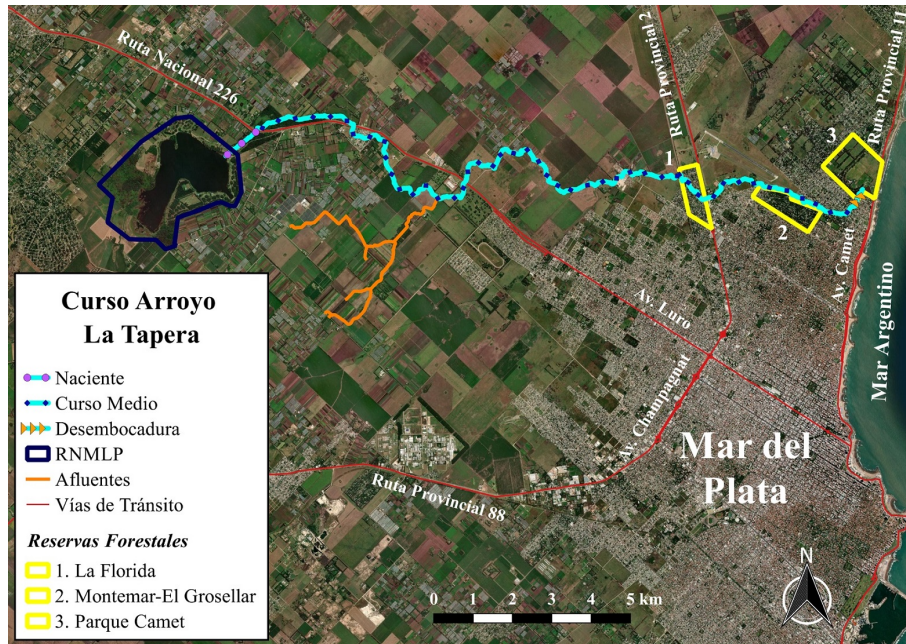 Ruta Nacional 226
Ruta Provincial 2
Ruta Provincial 11
1
2
3
Av. Camet
Mar Argentino
Av. Luro
Av. Champagnat
Mar del
Plata
Ruta Provincial 88
Curso Arroyo
La Tapera
Naciente
Curso Medio
Desembocadura
RNMLP
Afluentes
Vías de Tránsito
Reservas Forestales
1. La Florida
2. Montemar-El Grosellar
3. Parque Camet
N
0 1 2 3 4 5 km